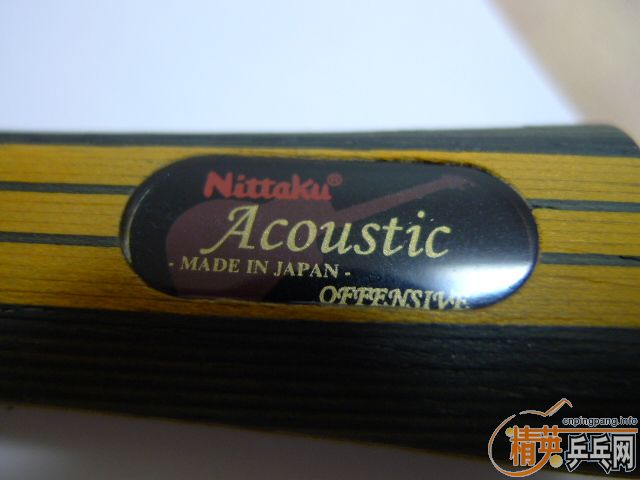 Nittaku®
Acoustic
- MADE IN JAPAN -
OFFENSIVE
cnpingpang.info
精英乒乓网